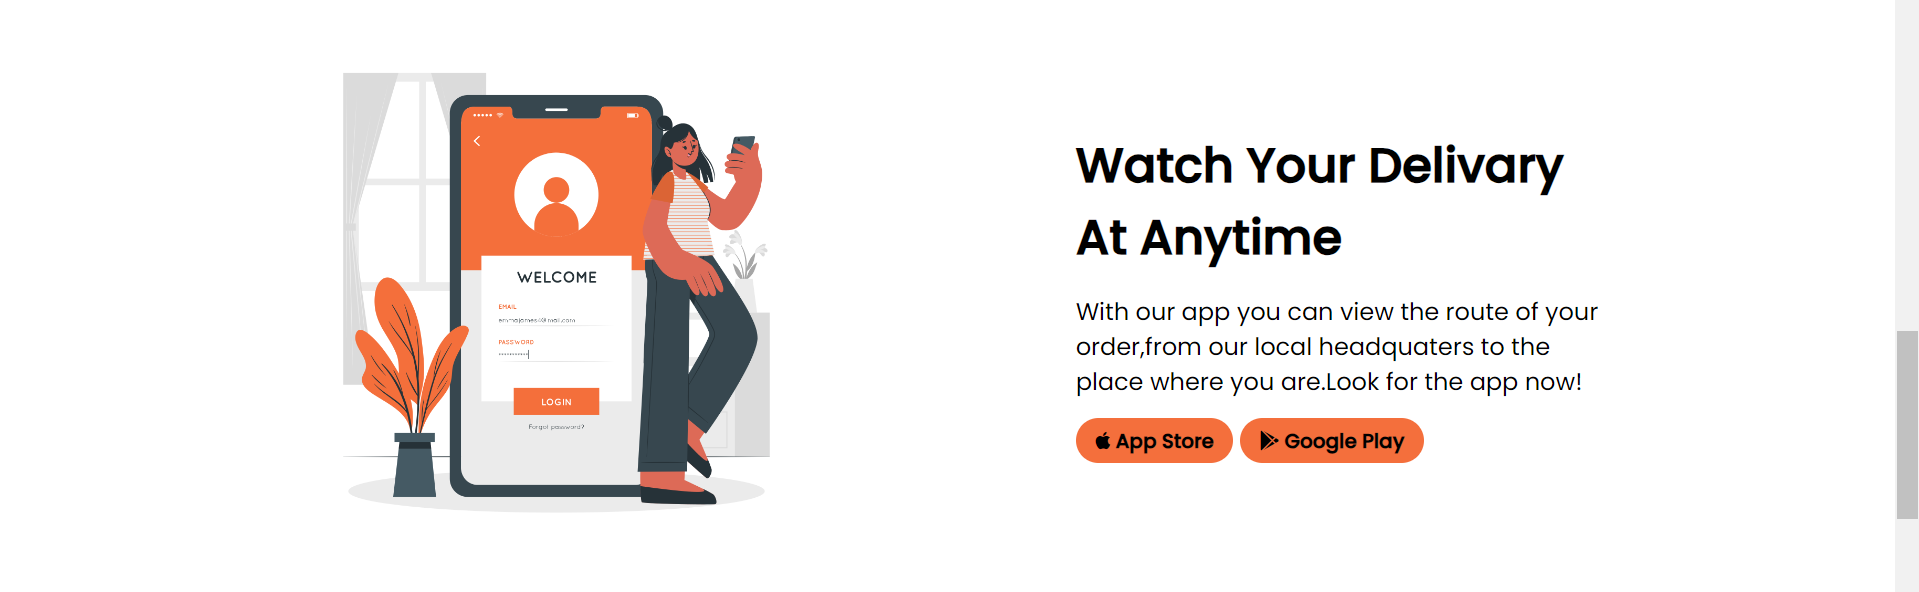 WELCOME
EMAIL
PASSWORD
LOGIN
Forgot password?
Watch Your Delivary
At Anytime
With our app you can view the route of your
order,from our local headquaters to the
place where you are.Look for the app now!
App Store
Google Play